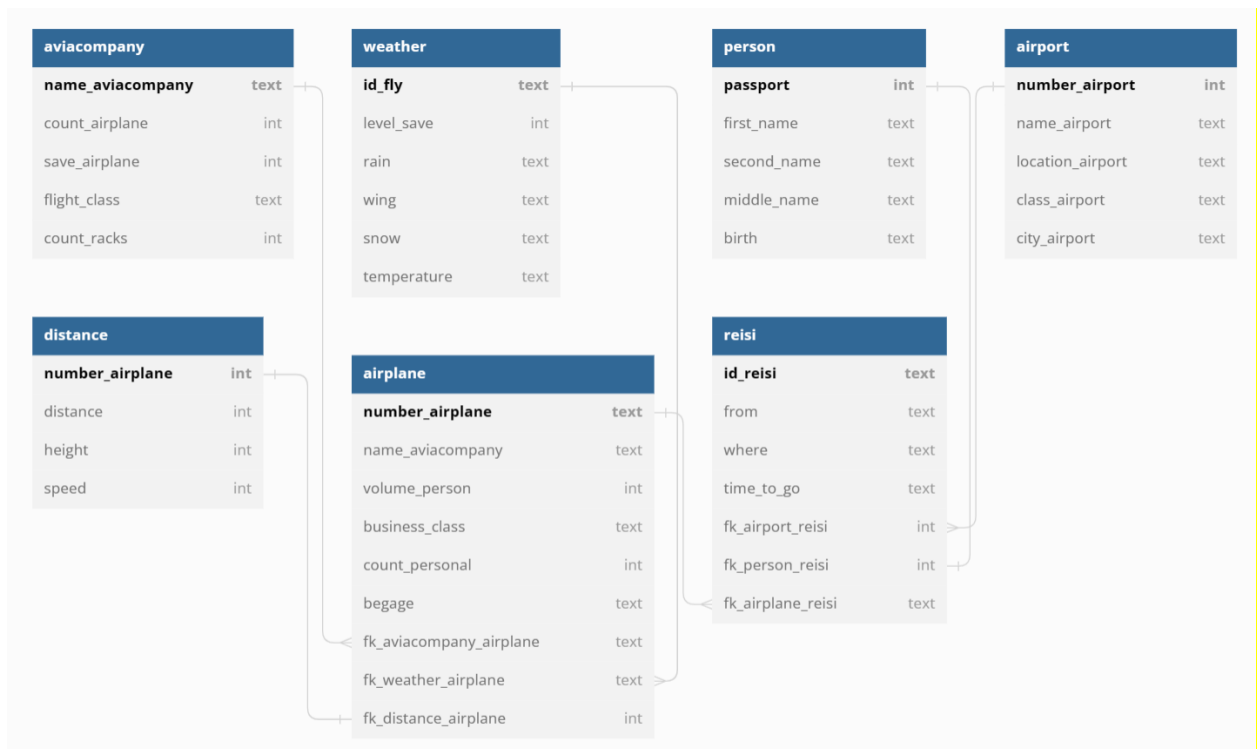 aviacompany
name_aviacompany text
count_airplane int
save_airplane int
flight_class text
count_racks int
weather
id_fly text
level_save int
rain text
wing text
snow text
temperature text
person
passport int
first_name text
second_name text
middle_name text
birth text
airport
number_airport int
name_airport text
location_airport text
class_airport text
city_airport text
distance
number_airplane int
distance int
height int
speed int
airplane
number_airplane text
name_aviacompany text
volume_person int
business_class text
count_personal int
begage text
fk_aviacompany_airplane text
fk_weather_airplane text
fk_distance_airplane int
reisi
id_reisi text
from text
where text
time_to_go text
fk_airport_reisi int
fk_person_reisi int
fk_airplane_reisi text